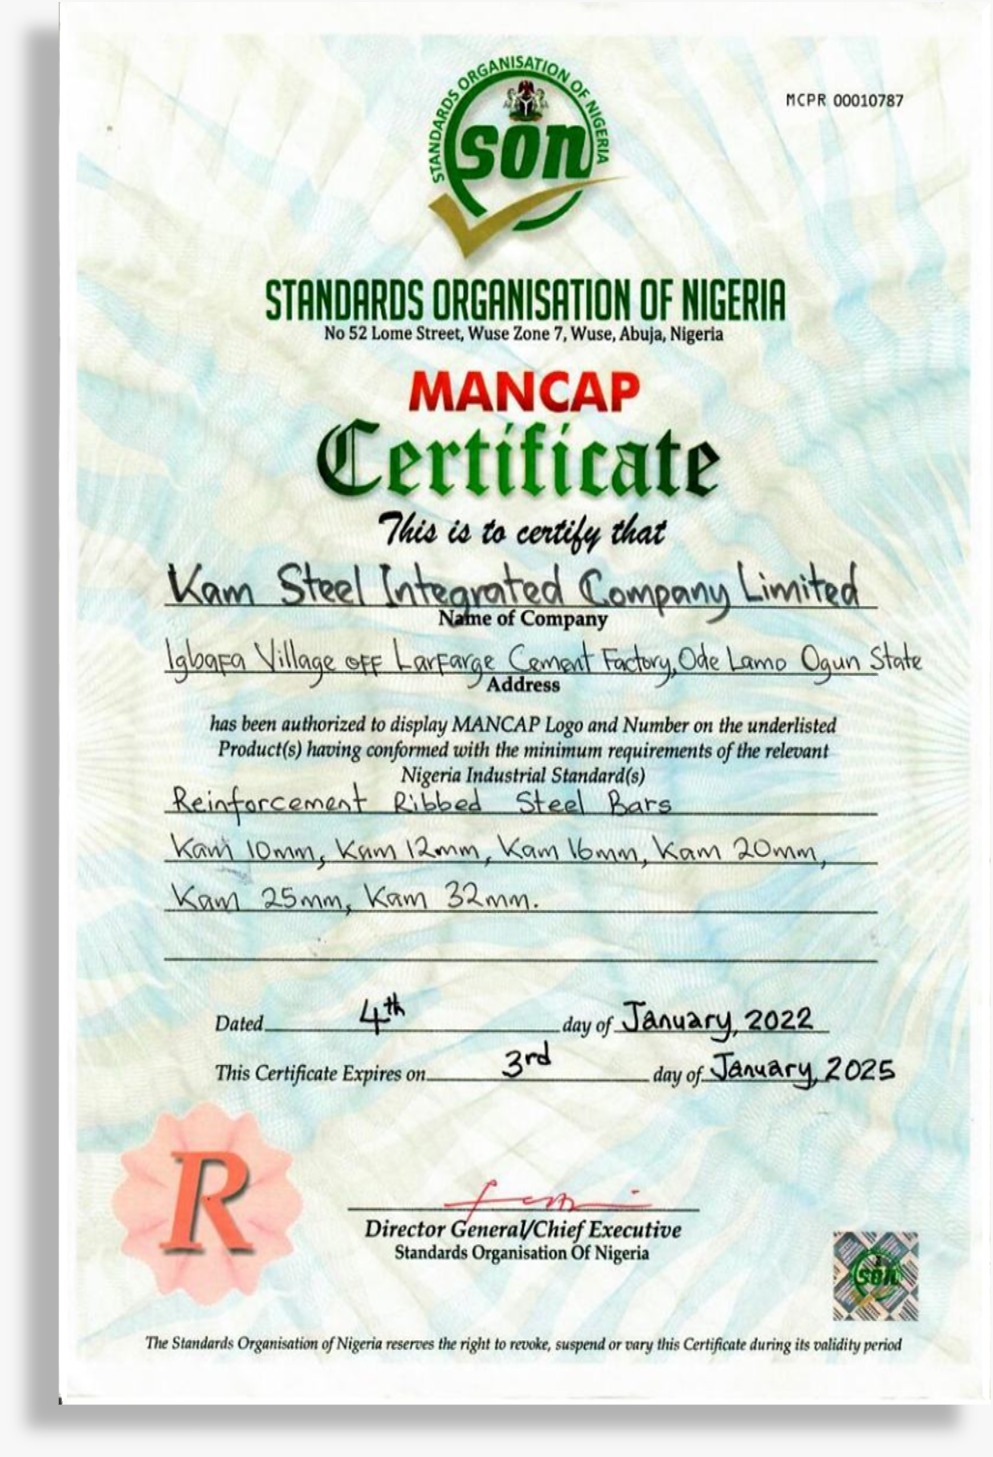 MCPR 00010787
STANDARDS ORGANISATION OF NIGERIA
SON
STANDARDS ORGANISATION OF NIGERIA
No 52 Lome Street, Wuse Zone 7, Wuse, Abuja, Nigeria
MANCAP
Certificate
This is to certify that
Kam Steel Integrated Company Limited
Name of Company
Igbafa Village off Larfarge Cement Factory, Ode Lamo Ogun State
Address
has been authorized to display MANCAP Logo and Number on the underlisted
Product(s) having conformed with the minimum requirements of the relevant
Nigeria Industrial Standard(s)
Reinforcement Ribbed Steel Bars
Kam 10mm, Kam 12mm, Kam 16mm, Kam 20mm,
Kam 25mm, Kam 32mm.
Dated 4th day of January, 2022
This Certificate Expires on 3rd day of January, 2025
R
Director General/Chief Executive
Standards Organisation Of Nigeria
SON
The Standards Organisation of Nigeria reserves the right to revoke, suspend or vary this Certificate during its validity period